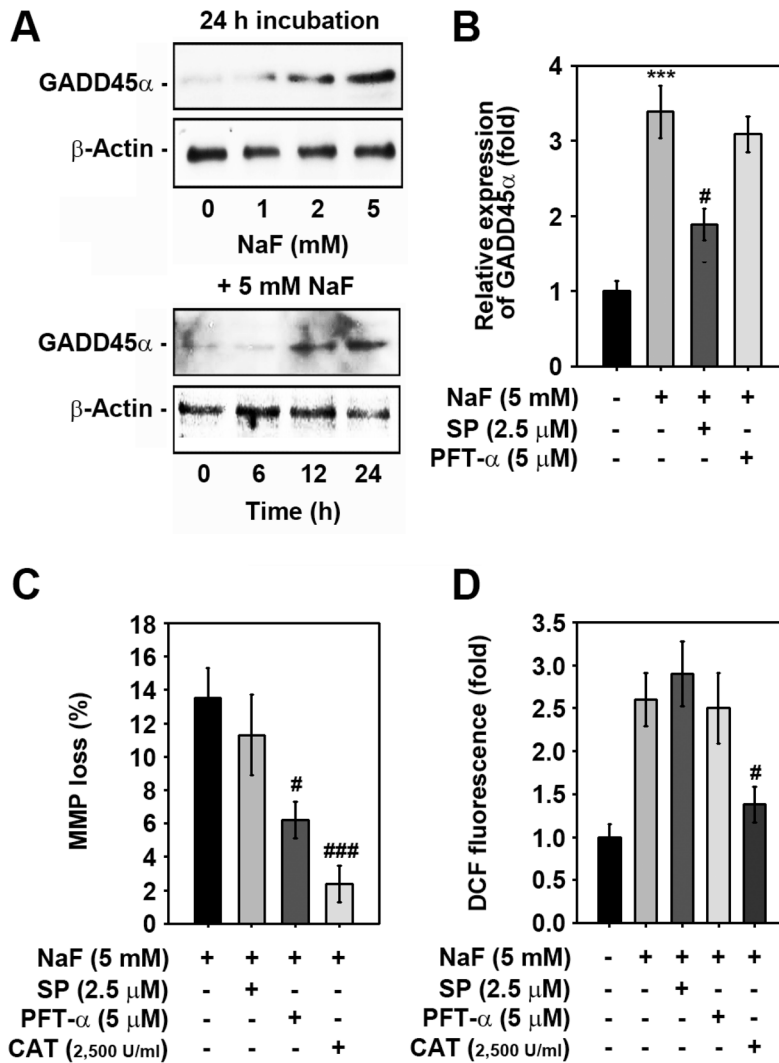 A
24 h incubation
GADD45α -
β-Actin -
0 1 2 5
NaF (mM)
+ 5 mM NaF
GADD45α -
β-Actin -
0 6 12 24
Time (h)
B
Relative expression
of GADD45α (fold)
4
3
2
1
0
***
#
NaF (5 mM) - + + +
SP (2.5 μM) - - + -
PFT-α (5 μM) - - - +
C
MMP loss (%)
18
16
14
12
10
8
6
4
2
0
#
###
NaF (5 mM) + + + +
SP (2.5 μM) - + - -
PFT-α (5 μM) - - + -
CAT (2,500 U/ml) - - - +
D
DCF fluorescence (fold)
3.5
3.0
2.5
2.0
1.5
1.0
0.5
0.0
#
NaF (5 mM) - + + + +
SP (2.5 μM) - - + - -
PFT-α (5 μM) - - - + -
CAT (2,500 U/ml) - - - - +